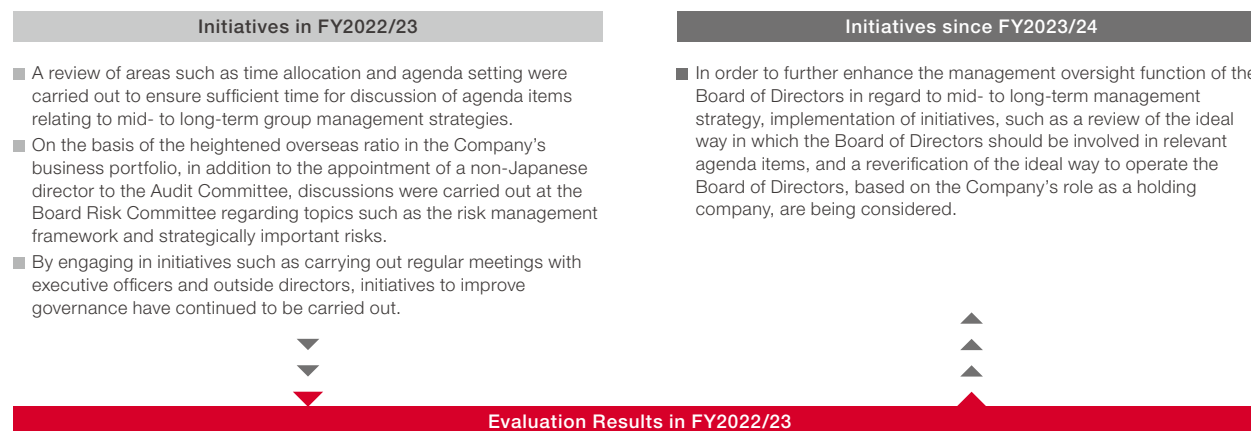 Initiatives in FY2022/23
A review of areas such as time allocation and agenda setting were
carried out to ensure sufficient time for discussion of agenda items
relating to mid- to long-term group management strategies.
On the basis of the heightened overseas ratio in the Company's
business portfolio, in addition to the appointment of a non-Japanese
director to the Audit Committee, discussions were carried out at the
Board Risk Committee regarding topics such as the risk management
framework and strategically important risks.
By engaging in initiatives such as carrying out regular meetings with
executive officers and outside directors, initiatives to improve
governance have continued to be carried out.
Initiatives since FY2023/24
In order to further enhance the management oversight function of the
Board of Directors in regard to mid- to long-term management
strategy, implementation of initiatives, such as a review of the ideal
way in which the Board of Directors should be involved in relevant
agenda items, and a reverification of the ideal way to operate the
Board of Directors, based on the Company's role as a holding
company, are being considered.
Evaluation Results in FY2022/23